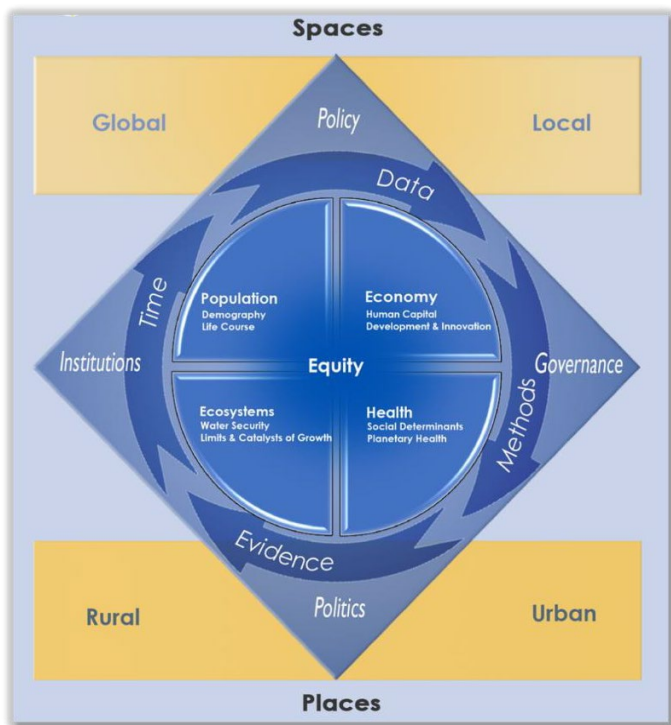 Spaces
Global
Local
Policy
Data
Time
Population
Demography
Life Course
Economy
Human Capital
Development & Innovation
Institutions
Equity
Governance
Ecosystems
Water Security
Limits & Catalysts of Growth
Health
Social Determinants
Planetary Health
Methods
Evidence
Politics
Rural
Urban
Places